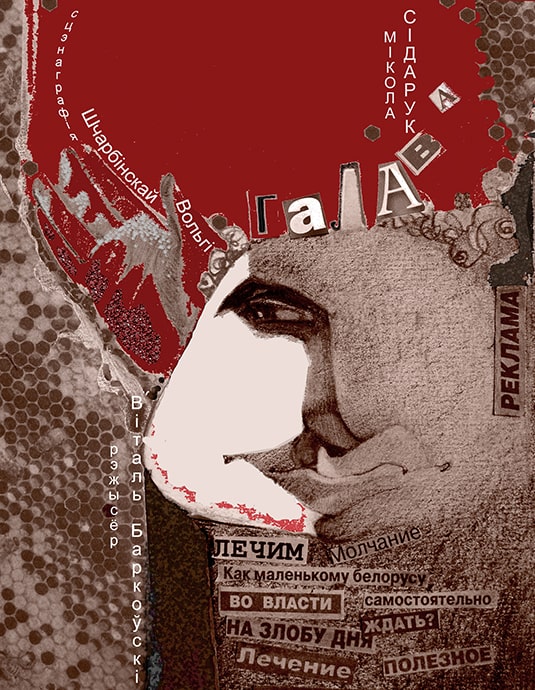 сцэнаграфія
Шчарбінскай
Вольгі
МІКОЛА
СІДАРУК
ГаЛАВА
РЕКЛАМА
рэжысёр
Віталь Баркоўскі
ЛЕЧИМ
Молчание
Как маленькому белорусу
ВО ВЛАСТИ
самостоятельно
НА ЗЛОБУ ДНЯ
ЖДАТЬ?
Лечение
ПОЛЕЗНОЕ